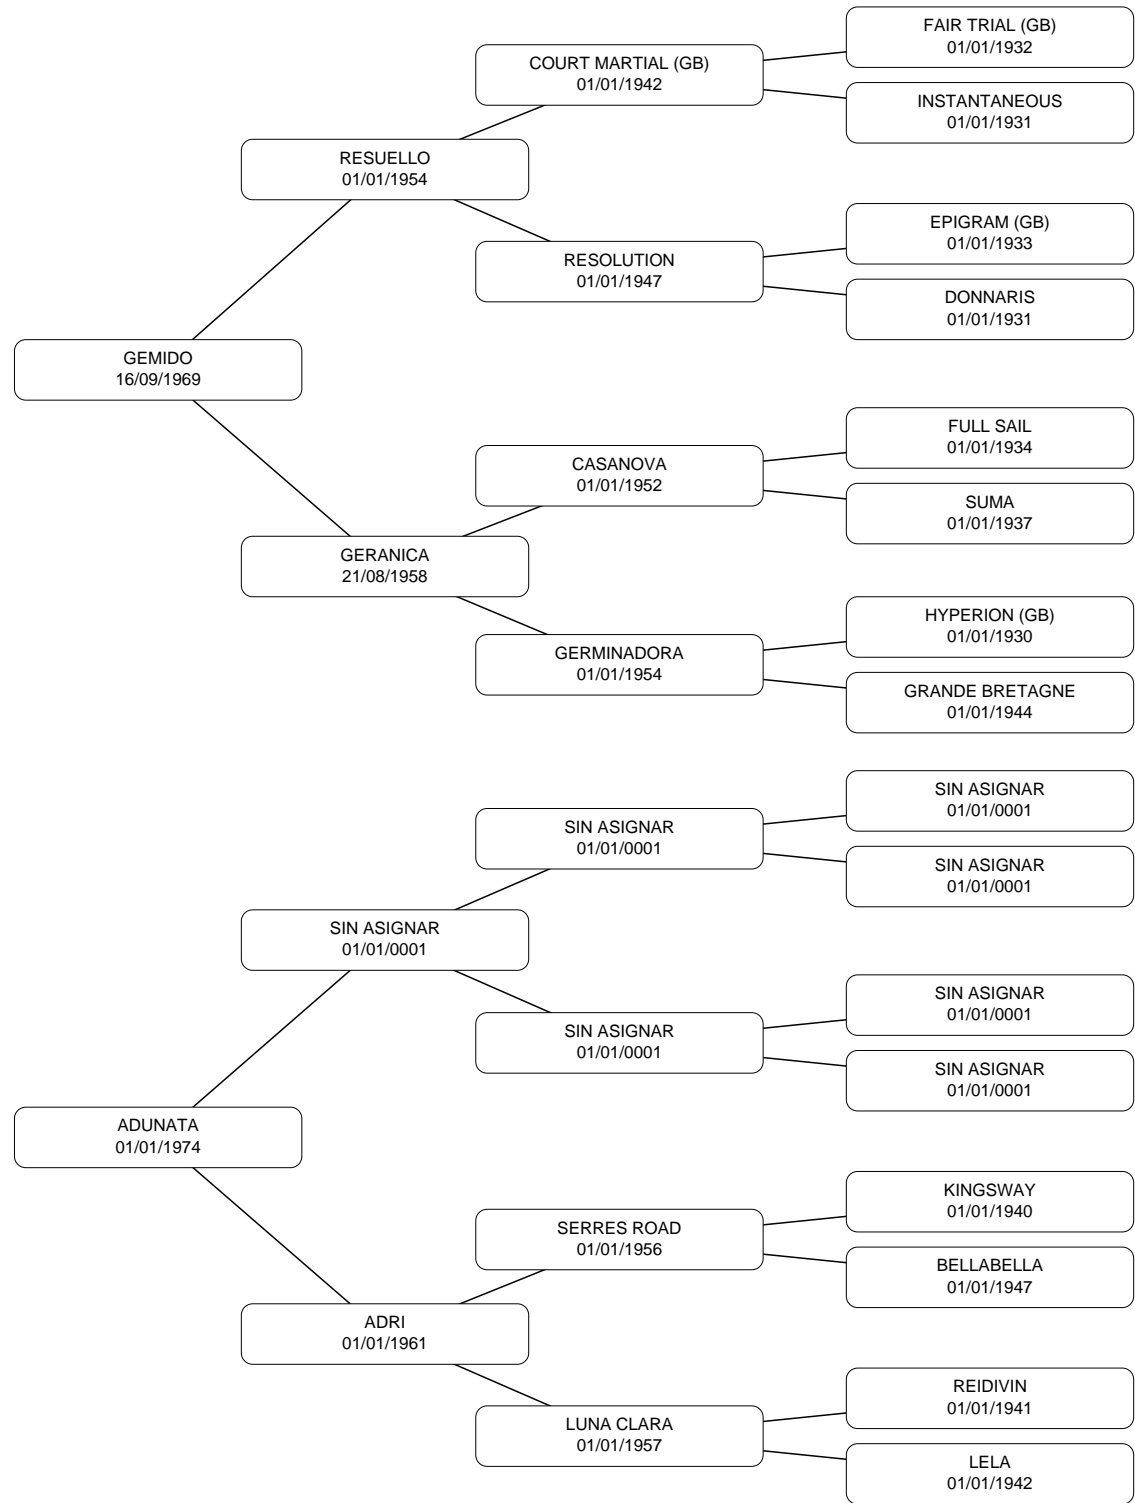 FAIR TRIAL (GB)
01/01/1932
COURT MARTIAL (GB)
01/01/1942
INSTANTANEOUS
01/01/1931
RESUELLO
01/01/1954
EPIGRAM (GB)
01/01/1933
RESOLUTION
01/01/1947
DONNARIS
01/01/1931
GEMIDO
16/09/1969
FULL SAIL
01/01/1934
CASANOVA
01/01/1952
SUMA
01/01/1937
GERANICA
21/08/1958
HYPERION (GB)
01/01/1930
GERMINADORA
01/01/1954
GRANDE BRETAGNE
01/01/1944
SIN ASIGNAR
01/01/0001
SIN ASIGNAR
01/01/0001
SIN ASIGNAR
01/01/0001
SIN ASIGNAR
01/01/0001
SIN ASIGNAR
01/01/0001
SIN ASIGNAR
01/01/0001
SIN ASIGNAR
01/01/0001
ADUNATA
01/01/1974
KINGSWAY
01/01/1940
SERRES ROAD
01/01/1956
BELLABELLA
01/01/1947
ADRI
01/01/1961
REIDIVIN
01/01/1941
LUNA CLARA
01/01/1957
LELA
01/01/1942